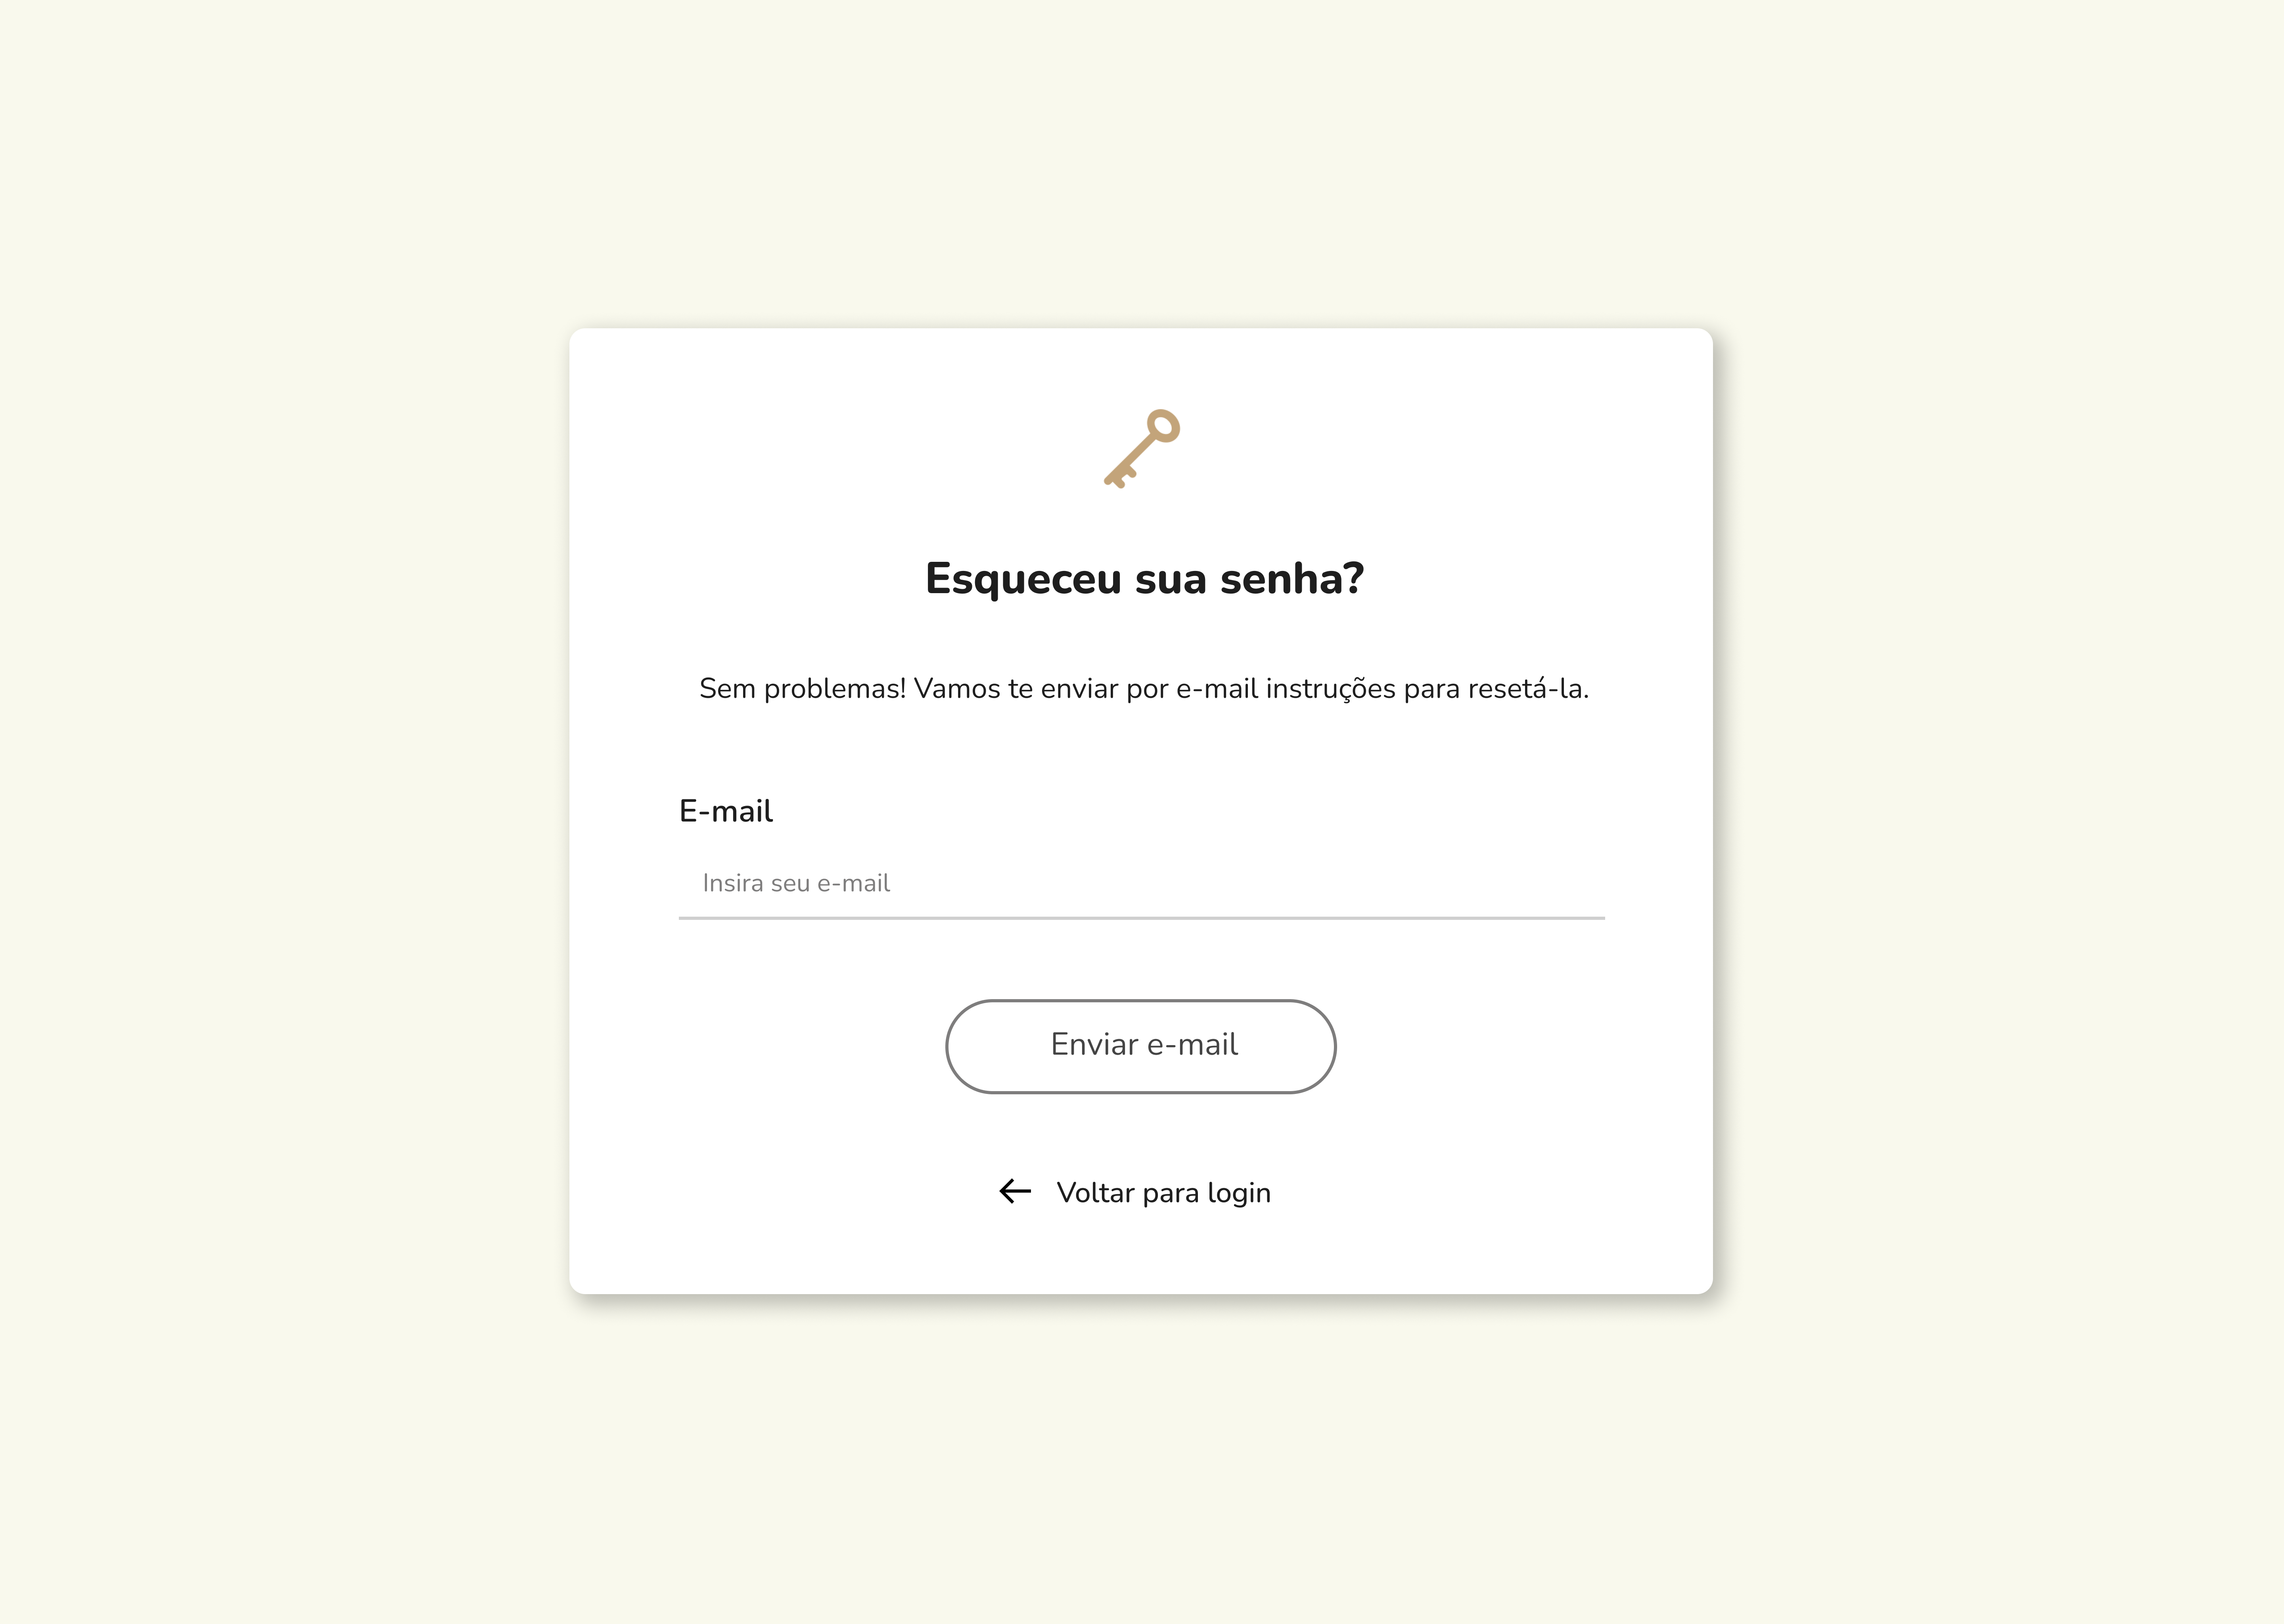 Esqueceu sua senha?
Sem problemas! Vamos te enviar por e-mail instruções para resetá-la.
E-mail
Insira seu e-mail
Enviar e-mail
Voltar para login